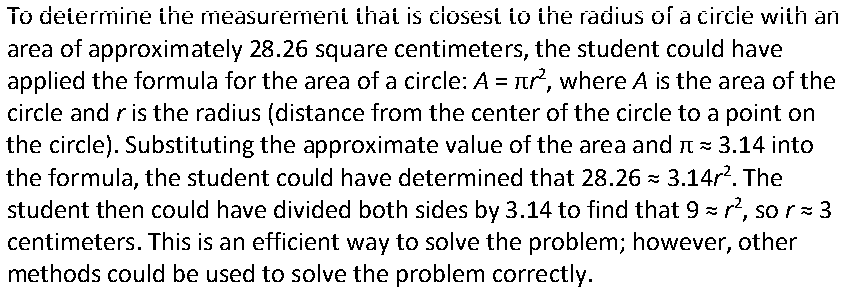 To determine the measurement that is closest to the radius of a circle with an
area of approximately 28.26 square centimeters, the student could have
applied the formula for the area of a circle: A = πr², where A is the area of the
circle and r is the radius (distance from the center of the circle to a point on
the circle). Substituting the approximate value of the area and π ≈ 3.14 into
the formula, the student could have determined that 28.26 ≈ 3.14r². The
student then could have divided both sides by 3.14 to find that 9 ≈ r², so r ≈ 3
centimeters. This is an efficient way to solve the problem; however, other
methods could be used to solve the problem correctly.